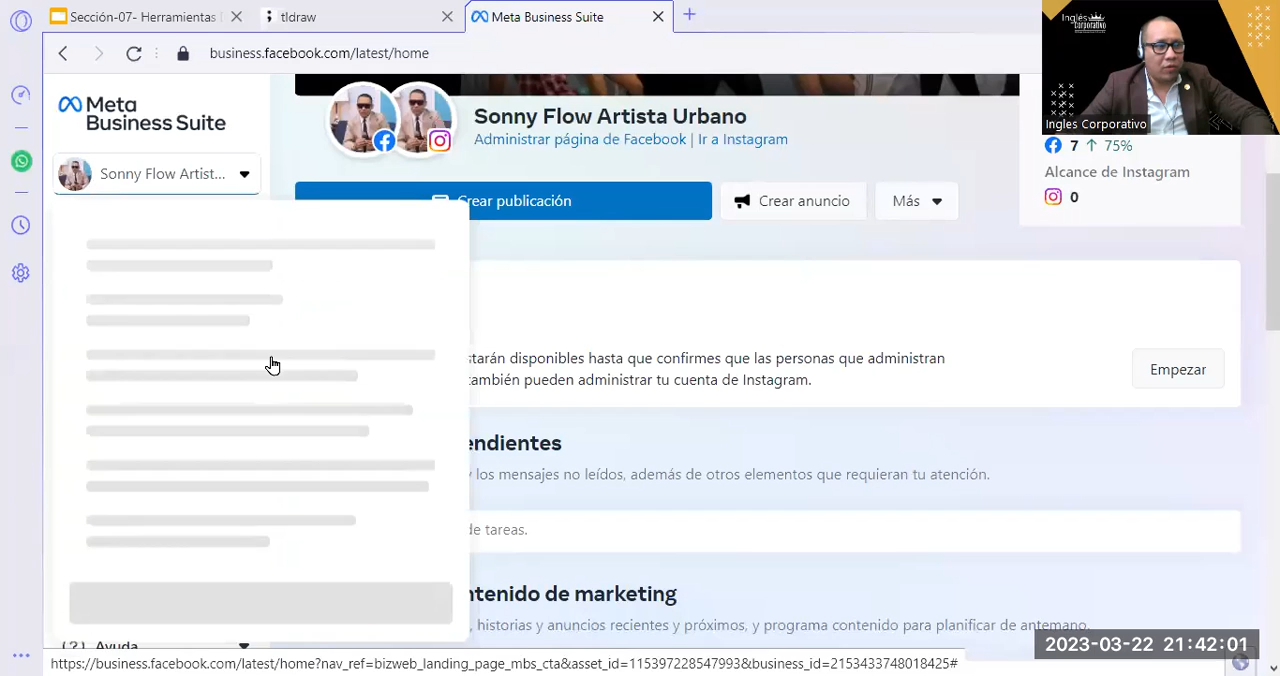 Sección-07- Herramientas
tldraw
Meta Business Suite
business.facebook.com/latest/home
Inglés
Corporativo
Ingles Corporativo
Meta
Business Suite
Sonny Flow Artist...
Sonny Flow Artista Urbano
Administrar página de Facebook | Ir a Instagram
7 ↑ 75%
Alcance de Instagram
0
Crear publicación
Crear anuncio
Más
starán disponibles hasta que confirmes que las personas que administran
también pueden administrar tu cuenta de Instagram.
Empezar
endientes
y los mensajes no leídos, además de otros elementos que requieran tu atención.
de tareas.
ntenido de marketing
, historias y anuncios recientes y próximos, y programa contenido para planificar de antemano.
Ayuda
2023-03-22 21:42:01
https://business.facebook.com/latest/home?nav_ref=bizweb_landing_page_mbs_cta&asset_id=115397228547993&business_id=2153433748018425#